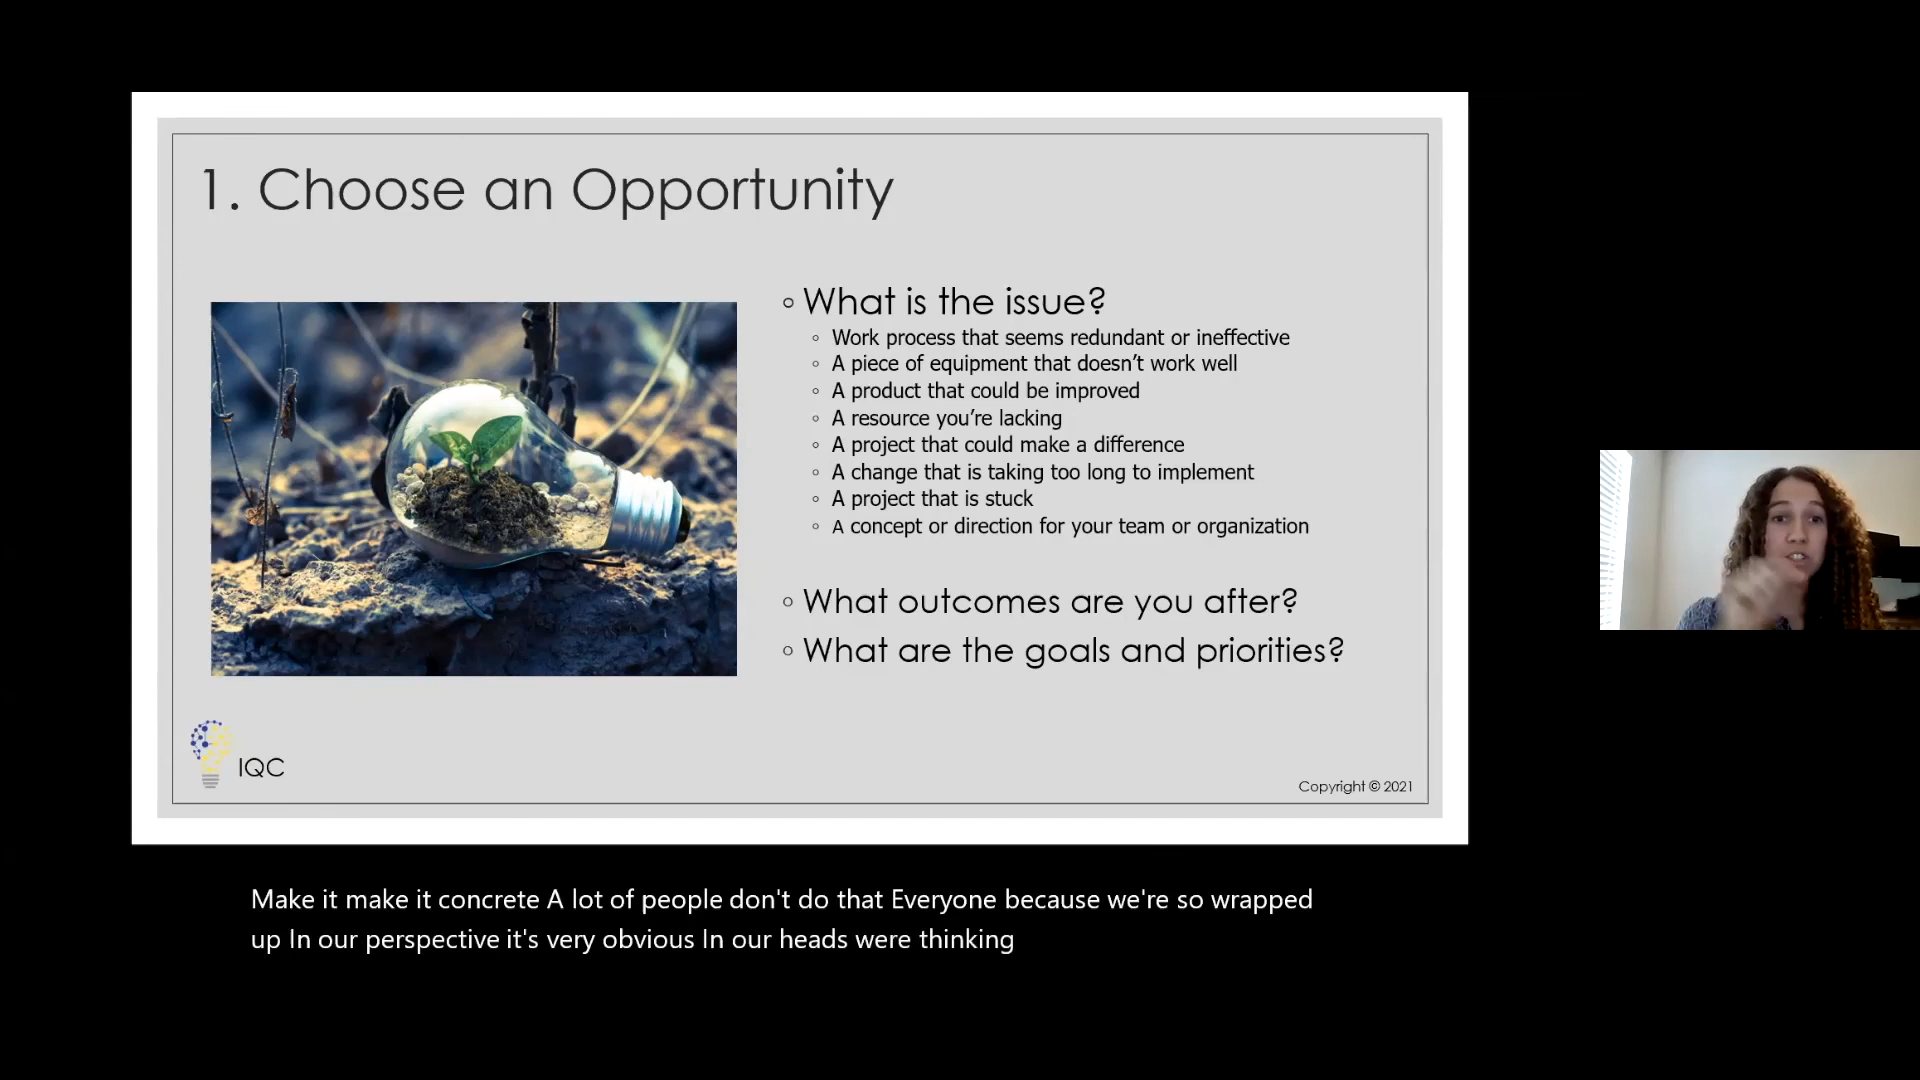 1. Choose an Opportunity
◦ What is the issue?
◦ Work process that seems redundant or ineffective
◦ A piece of equipment that doesn’t work well
◦ A product that could be improved
◦ A resource you’re lacking
◦ A project that could make a difference
◦ A change that is taking too long to implement
◦ A project that is stuck
◦ A concept or direction for your team or organization
◦ What outcomes are you after?
◦ What are the goals and priorities?
IQC
Copyright © 2021
Make it make it concrete A lot of people don't do that Everyone because we're so wrapped
up In our perspective it's very obvious In our heads were thinking